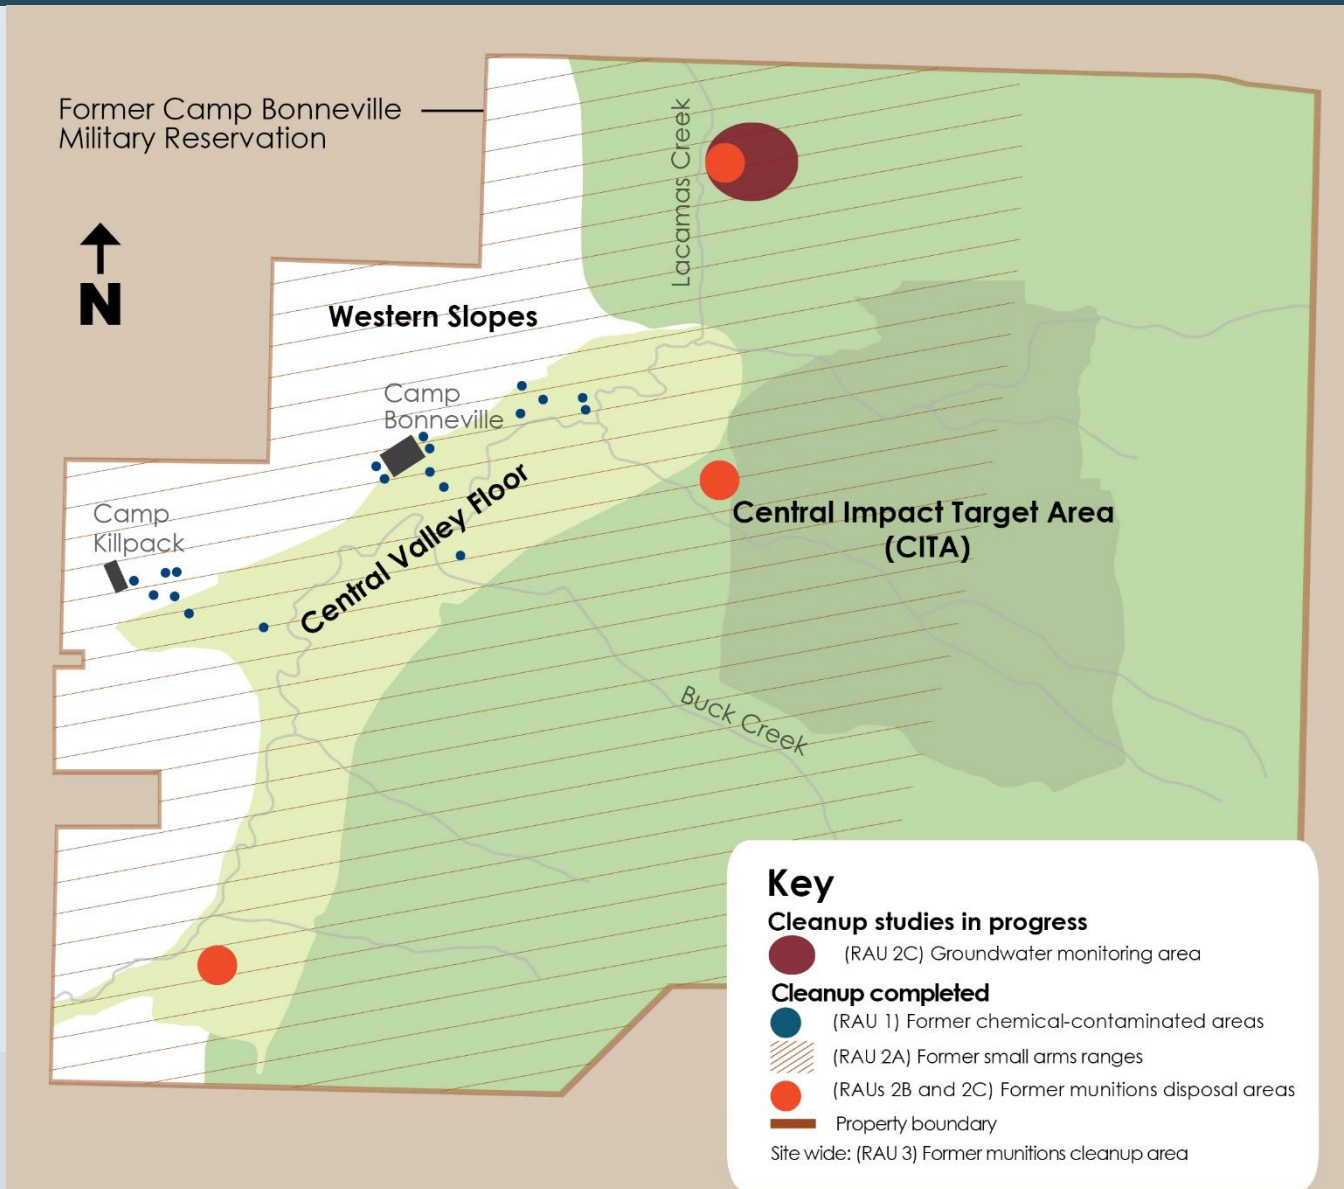 Former Camp Bonneville
Military Reservation
N
Lacamas Creek
Western Slopes
Camp
Bonneville
Camp
Killpack
Central Valley Floor
Central Impact Target Area
(CITA)
Buck Creek
Key
Cleanup studies in progress
(RAU 2C) Groundwater monitoring area
Cleanup completed
(RAU 1) Former chemical-contaminated areas
(RAU 2A) Former small arms ranges
(RAUs 2B and 2C) Former munitions disposal areas
Property boundary
Site wide: (RAU 3) Former munitions cleanup area